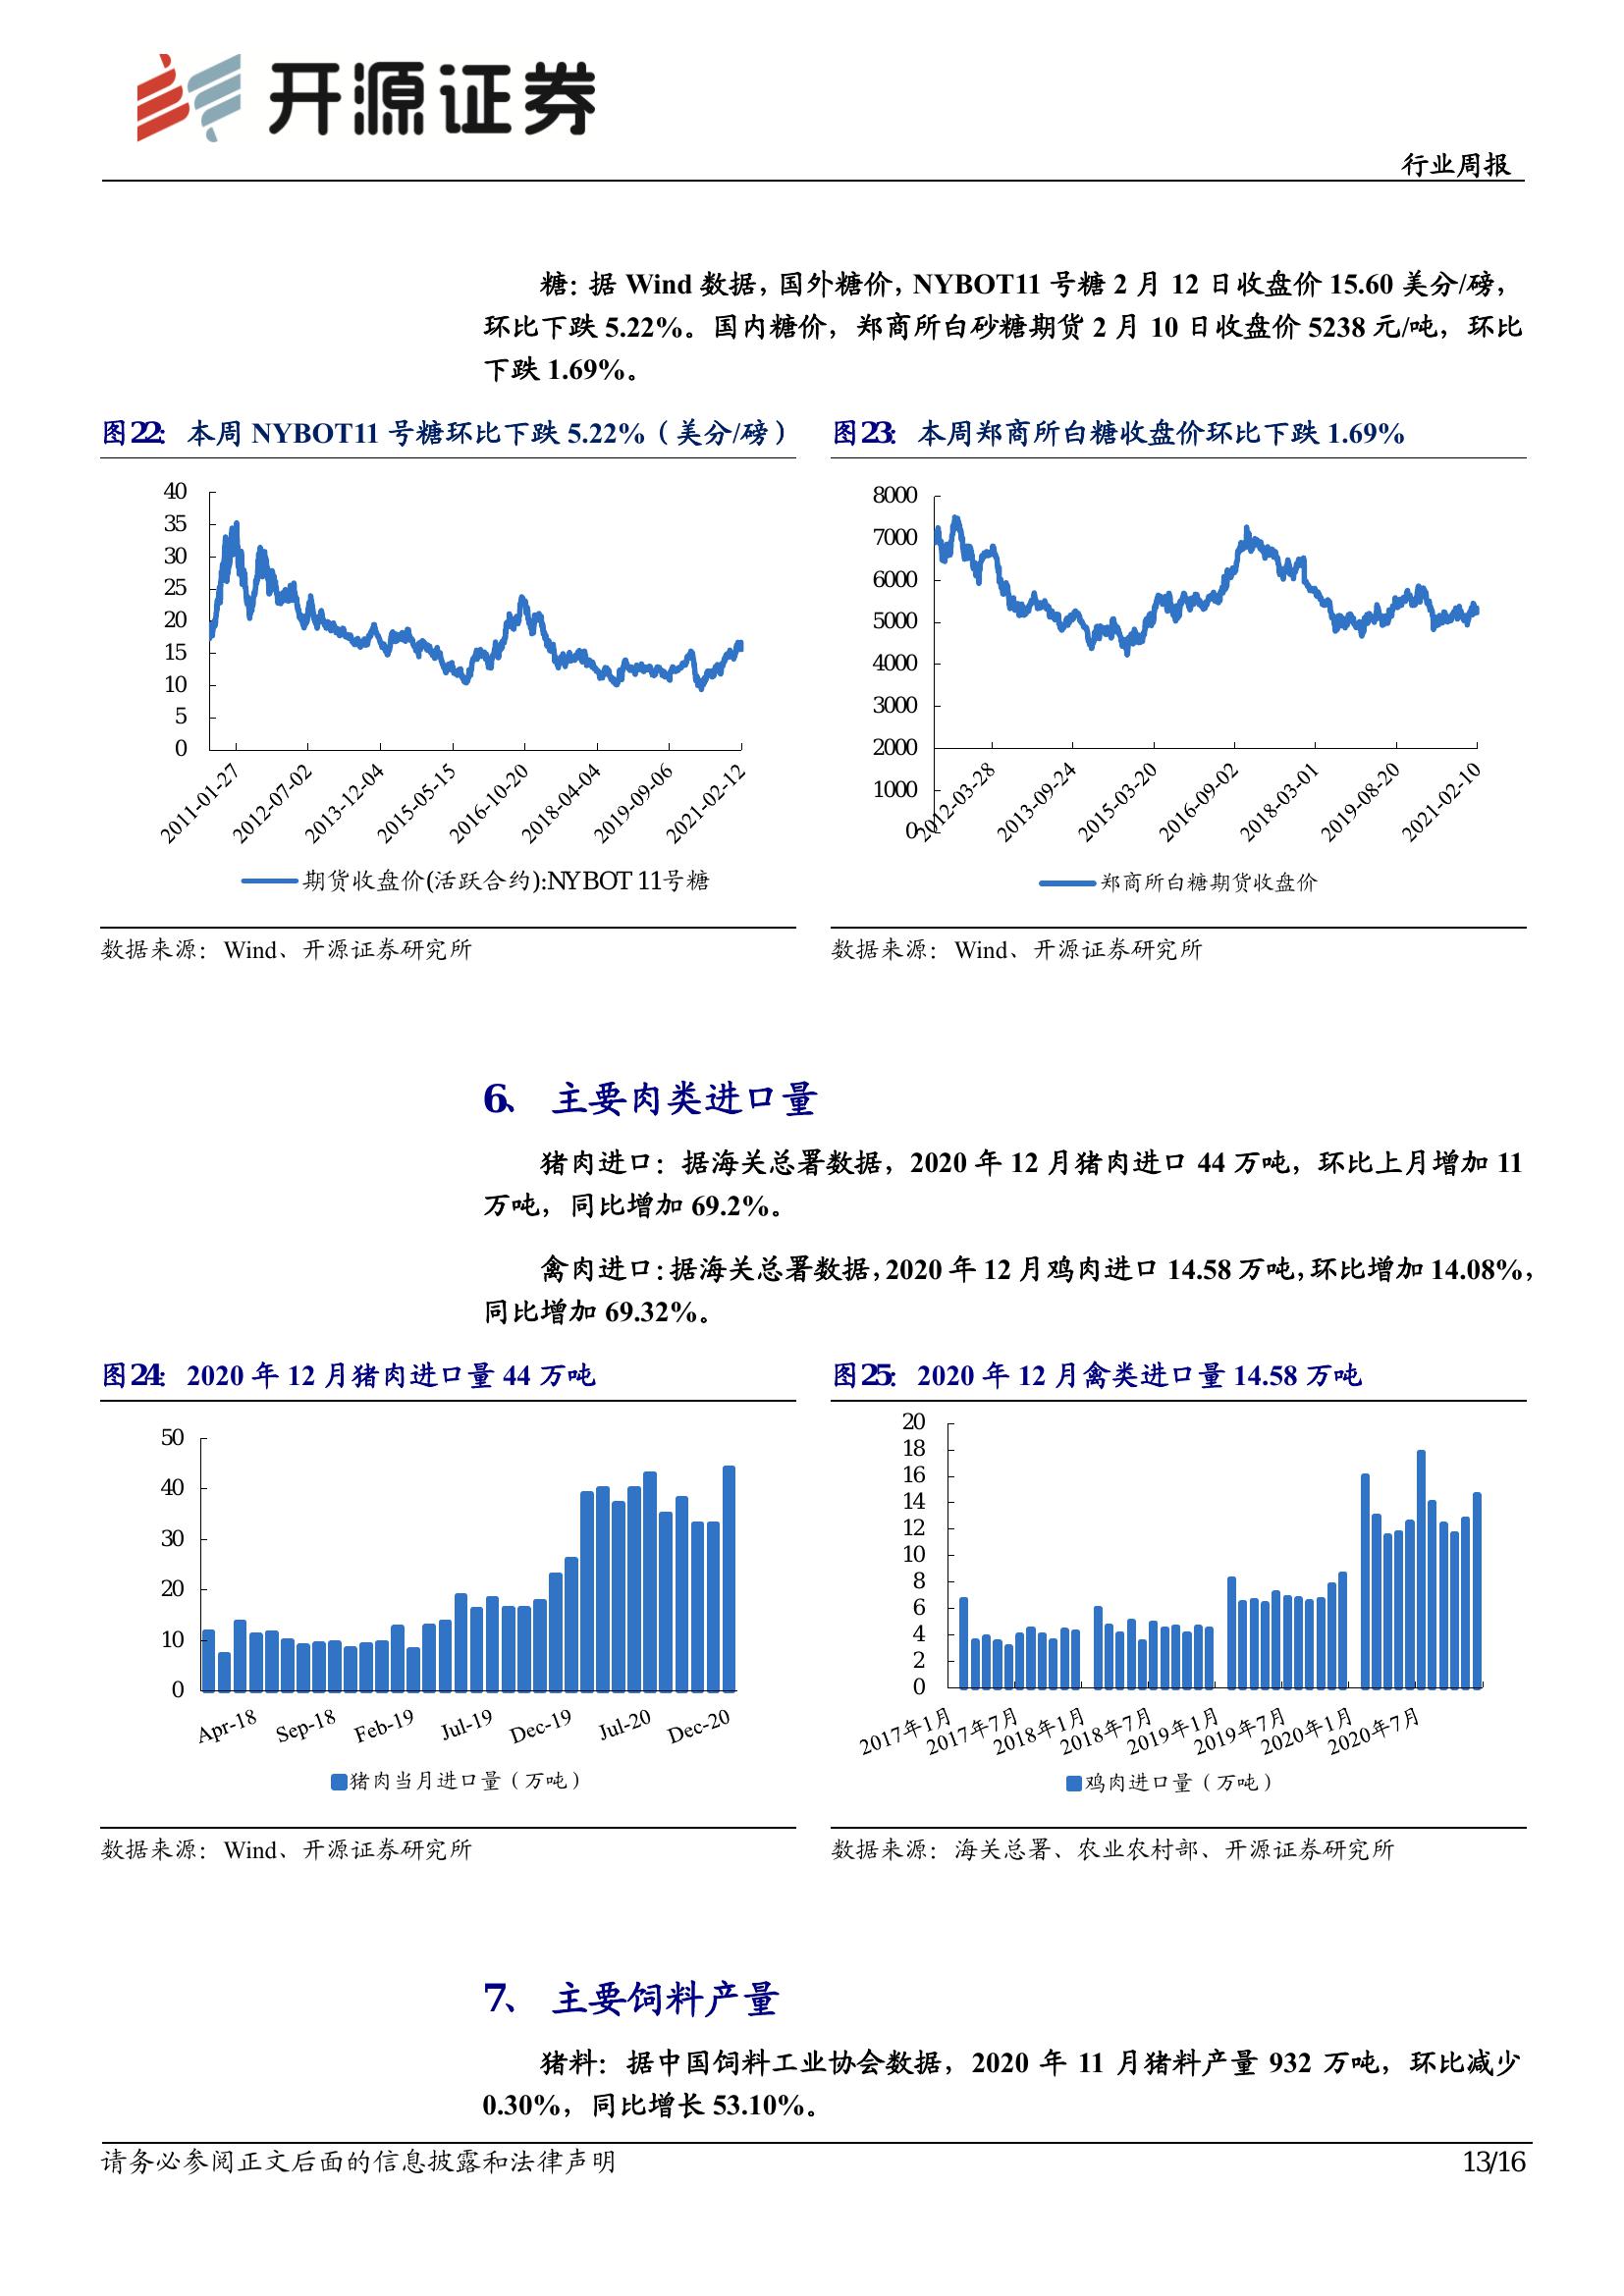 开源证券
行业周报
糖：据 Wind 数据，国外糖价，NYBOT11 号糖 2 月 12 日收盘价 15.60 美分/磅，
环比下跌 5.22%。国内糖价，郑商所白砂糖期货 2 月 10 日收盘价 5238 元/吨，环比
下跌 1.69%。
图22： 本周 NYBOT11 号糖环比下跌 5.22%（美分/磅）
40
35
30
25
20
15
10
5
0
2011-01-27
2012-07-02
2013-12-04
2015-05-15
2016-10-20
2018-04-04
2019-09-06
2021-02-12
期货收盘价(活跃合约):NYBOT 11号糖
数据来源：Wind、开源证券研究所
图23： 本周郑商所白糖收盘价环比下跌 1.69%
8000
7000
6000
5000
4000
3000
2000
1000
0
2012-03-28
2013-09-24
2015-03-20
2016-09-02
2018-03-01
2019-08-20
2021-02-10
郑商所白糖期货收盘价
数据来源：Wind、开源证券研究所
6、 主要肉类进口量
猪肉进口：据海关总署数据，2020 年 12 月猪肉进口 44 万吨，环比上月增加 11
万吨，同比增加 69.2%。
禽肉进口：据海关总署数据，2020 年 12 月鸡肉进口 14.58 万吨，环比增加 14.08%，
同比增加 69.32%。
图24： 2020 年 12 月猪肉进口量 44 万吨
50
40
30
20
10
0
Apr-18
Sep-18
Feb-19
Jul-19
Dec-19
Jul-20
Dec-20
猪肉当月进口量（万吨）
数据来源：Wind、开源证券研究所
图25： 2020 年 12 月禽类进口量 14.58 万吨
20
18
16
14
12
10
8
6
4
2
0
2017年1月
2017年7月
2018年1月
2018年7月
2019年1月
2019年7月
2020年1月
2020年7月
鸡肉进口量（万吨）
数据来源：海关总署、农业农村部、开源证券研究所
7、 主要饲料产量
猪料：据中国饲料工业协会数据，2020 年 11 月猪料产量 932 万吨，环比减少
0.30%，同比增长 53.10%。
请务必参阅正文后面的信息披露和法律声明
13/16